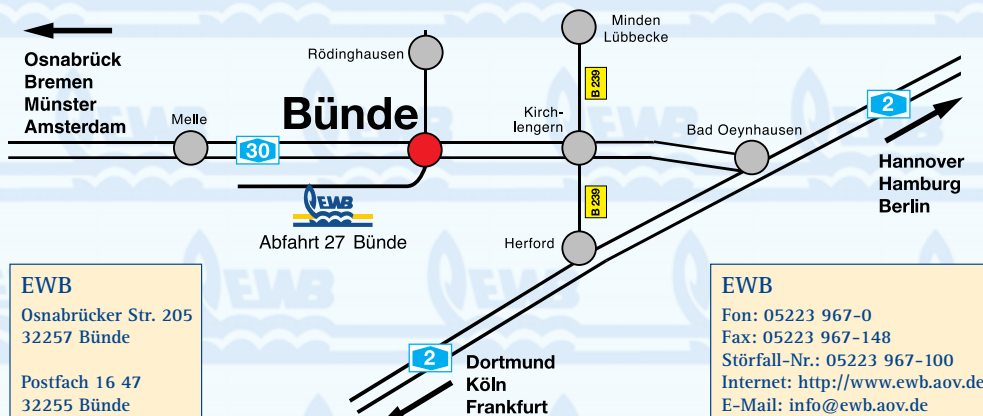 Osnabrück
Bremen
Münster
Amsterdam
Melle
30
Rödinghausen
Bünde
EWB
Abfahrt 27 Bünde
Minden
Lübbecke
B 239
Kirch-
lengern
B 239
Herford
Bad Oeynhausen
2
Hannover
Hamburg
Berlin
2
Dortmund
Köln
Frankfurt
EWB
Osnabrücker Str. 205
32257 Bünde
Postfach 16 47
32255 Bünde
EWB
Fon: 05223 967-0
Fax: 05223 967-148
Störfall-Nr.: 05223 967-100
Internet: http://www.ewb.aov.de
E-Mail: info@ewb.aov.de